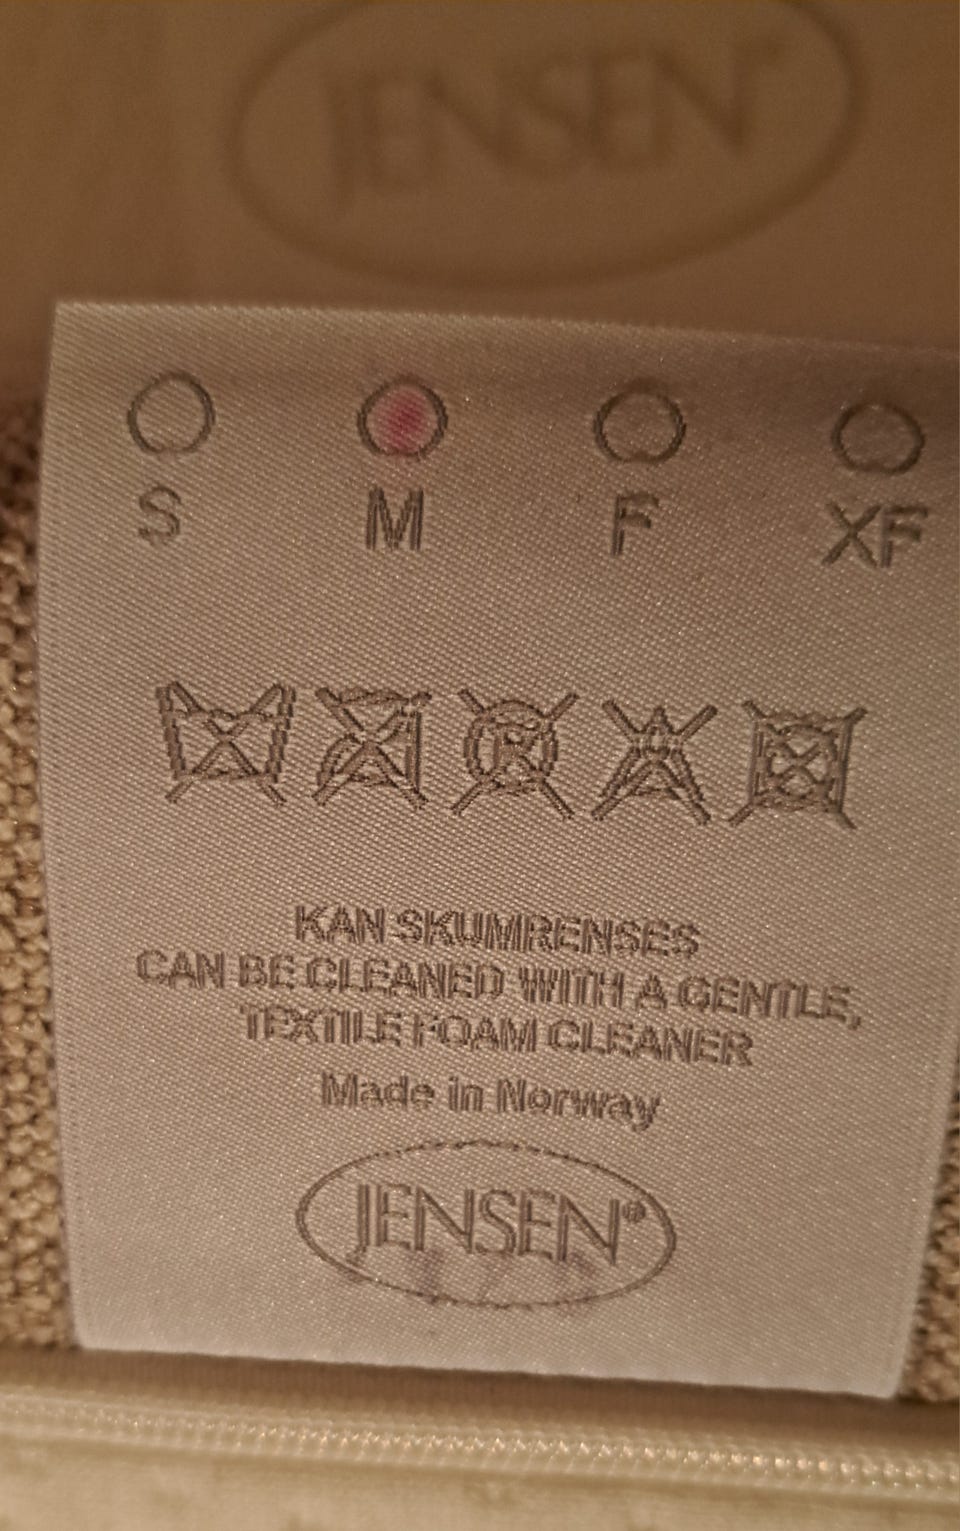 JENSEN®
S M F XF
KAN SKUMRENSES
CAN BE CLEANED WITH A GENTLE,
TEXTILE FOAM CLEANER
Made in Norway
JENSEN®